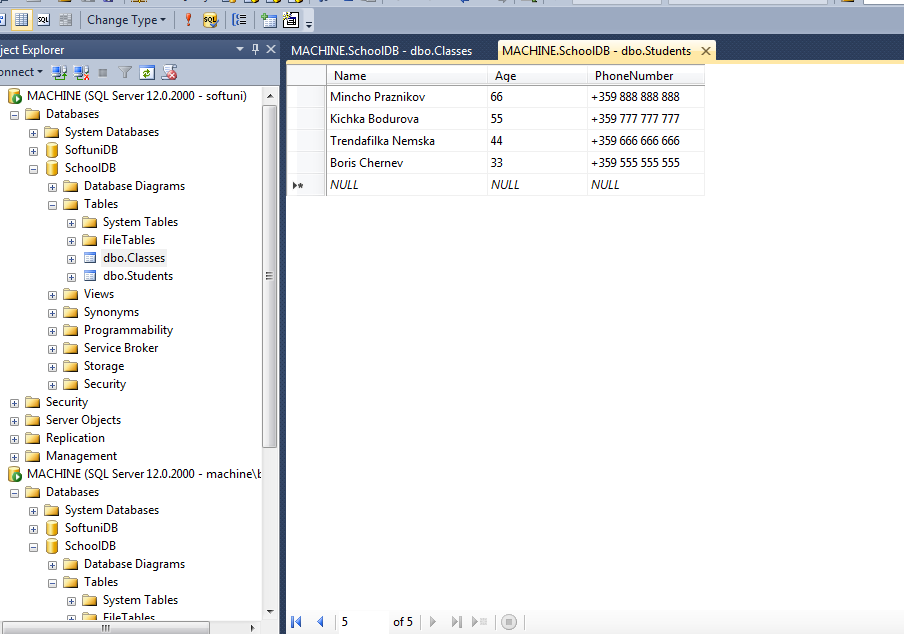 SQL
Change Type
SQL
ject Explorer
onnect
MACHINE (SQL Server 12.0.2000 - softuni)
Databases
System Databases
SoftuniDB
SchoolDB
Database Diagrams
Tables
System Tables
FileTables
dbo.Classes
dbo.Students
Views
Synonyms
Programmability
Service Broker
Storage
Security
Security
Server Objects
Replication
Management
MACHINE (SQL Server 12.0.2000 - machine\b
Databases
System Databases
SoftuniDB
SchoolDB
Database Diagrams
Tables
System Tables
FileTables
MACHINE.SchoolDB - dbo.Classes
MACHINE.SchoolDB - dbo.Students
Name Age PhoneNumber
Mincho Praznikov 66 +359 888 888 888
Kichka Bodurova 55 +359 777 777 777
Trendafilka Nemska 44 +359 666 666 666
Boris Chernev 33 +359 555 555 555
NULL NULL NULL
5 of 5